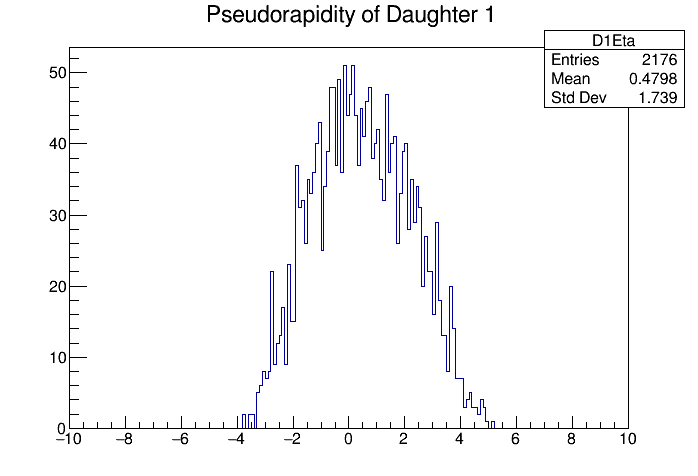 Pseudorapidity of Daughter 1
D1Eta
Entries 2176
Mean 0.4798
Std Dev 1.739
50
40
30
20
10
0
−10 −8 −6 −4 −2 0 2 4 6 8 10